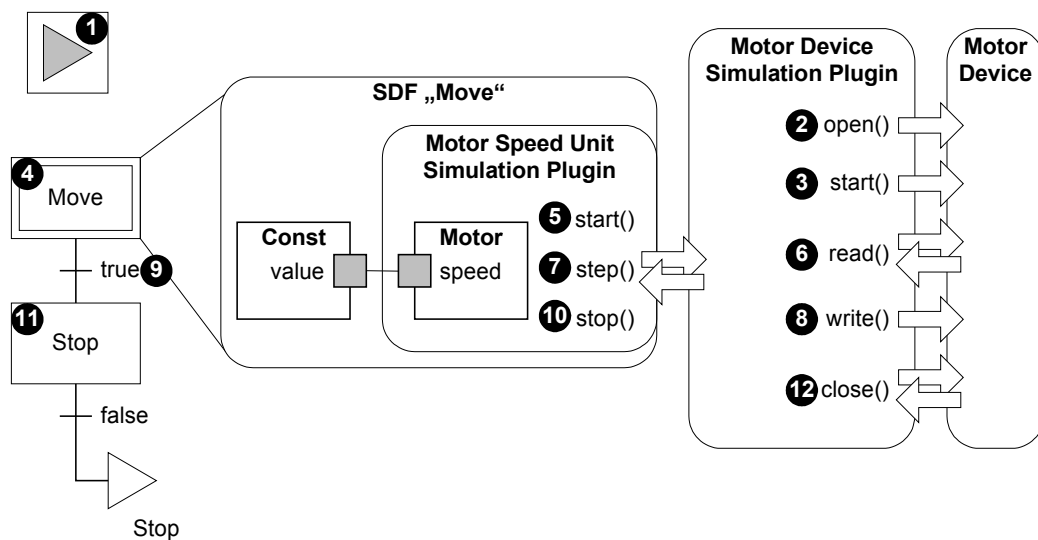 1
4
Move
true 9
11
Stop
false
Stop
SDF „Move“
Motor Speed Unit
Simulation Plugin
Const
value
Motor
speed
5 start()
7 step()
10 stop()
Motor Device
Simulation Plugin
2 open()
3 start()
6 read()
8 write()
12 close()
Motor
Device